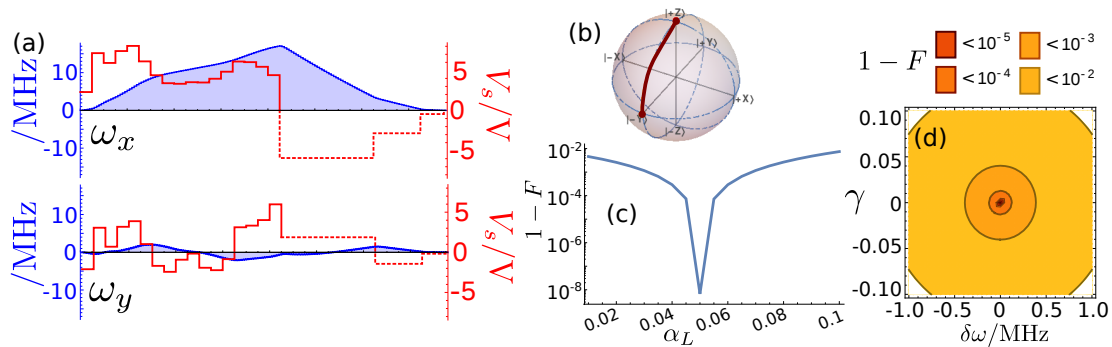 (a)
/MHz
10
0
-10
ω_x
5
0
-5
V_s/V
/MHz
10
0
-10
ω_y
5
0
-5
V_s/V
(b)
|+Z⟩
|+Y⟩
|-X⟩
+X⟩
|-Y⟩
|-Z⟩
(c)
1 − F
10^-2
10^-4
10^-6
10^-8
0.02 0.04 0.06 0.08 0.1
α_L
1 − F
<10^-5 <10^-3
<10^-4 <10^-2
(d)
γ
0.10
0.05
0
-0.05
-0.10
-1.0 -0.5 0 0.5 1.0
δω/MHz